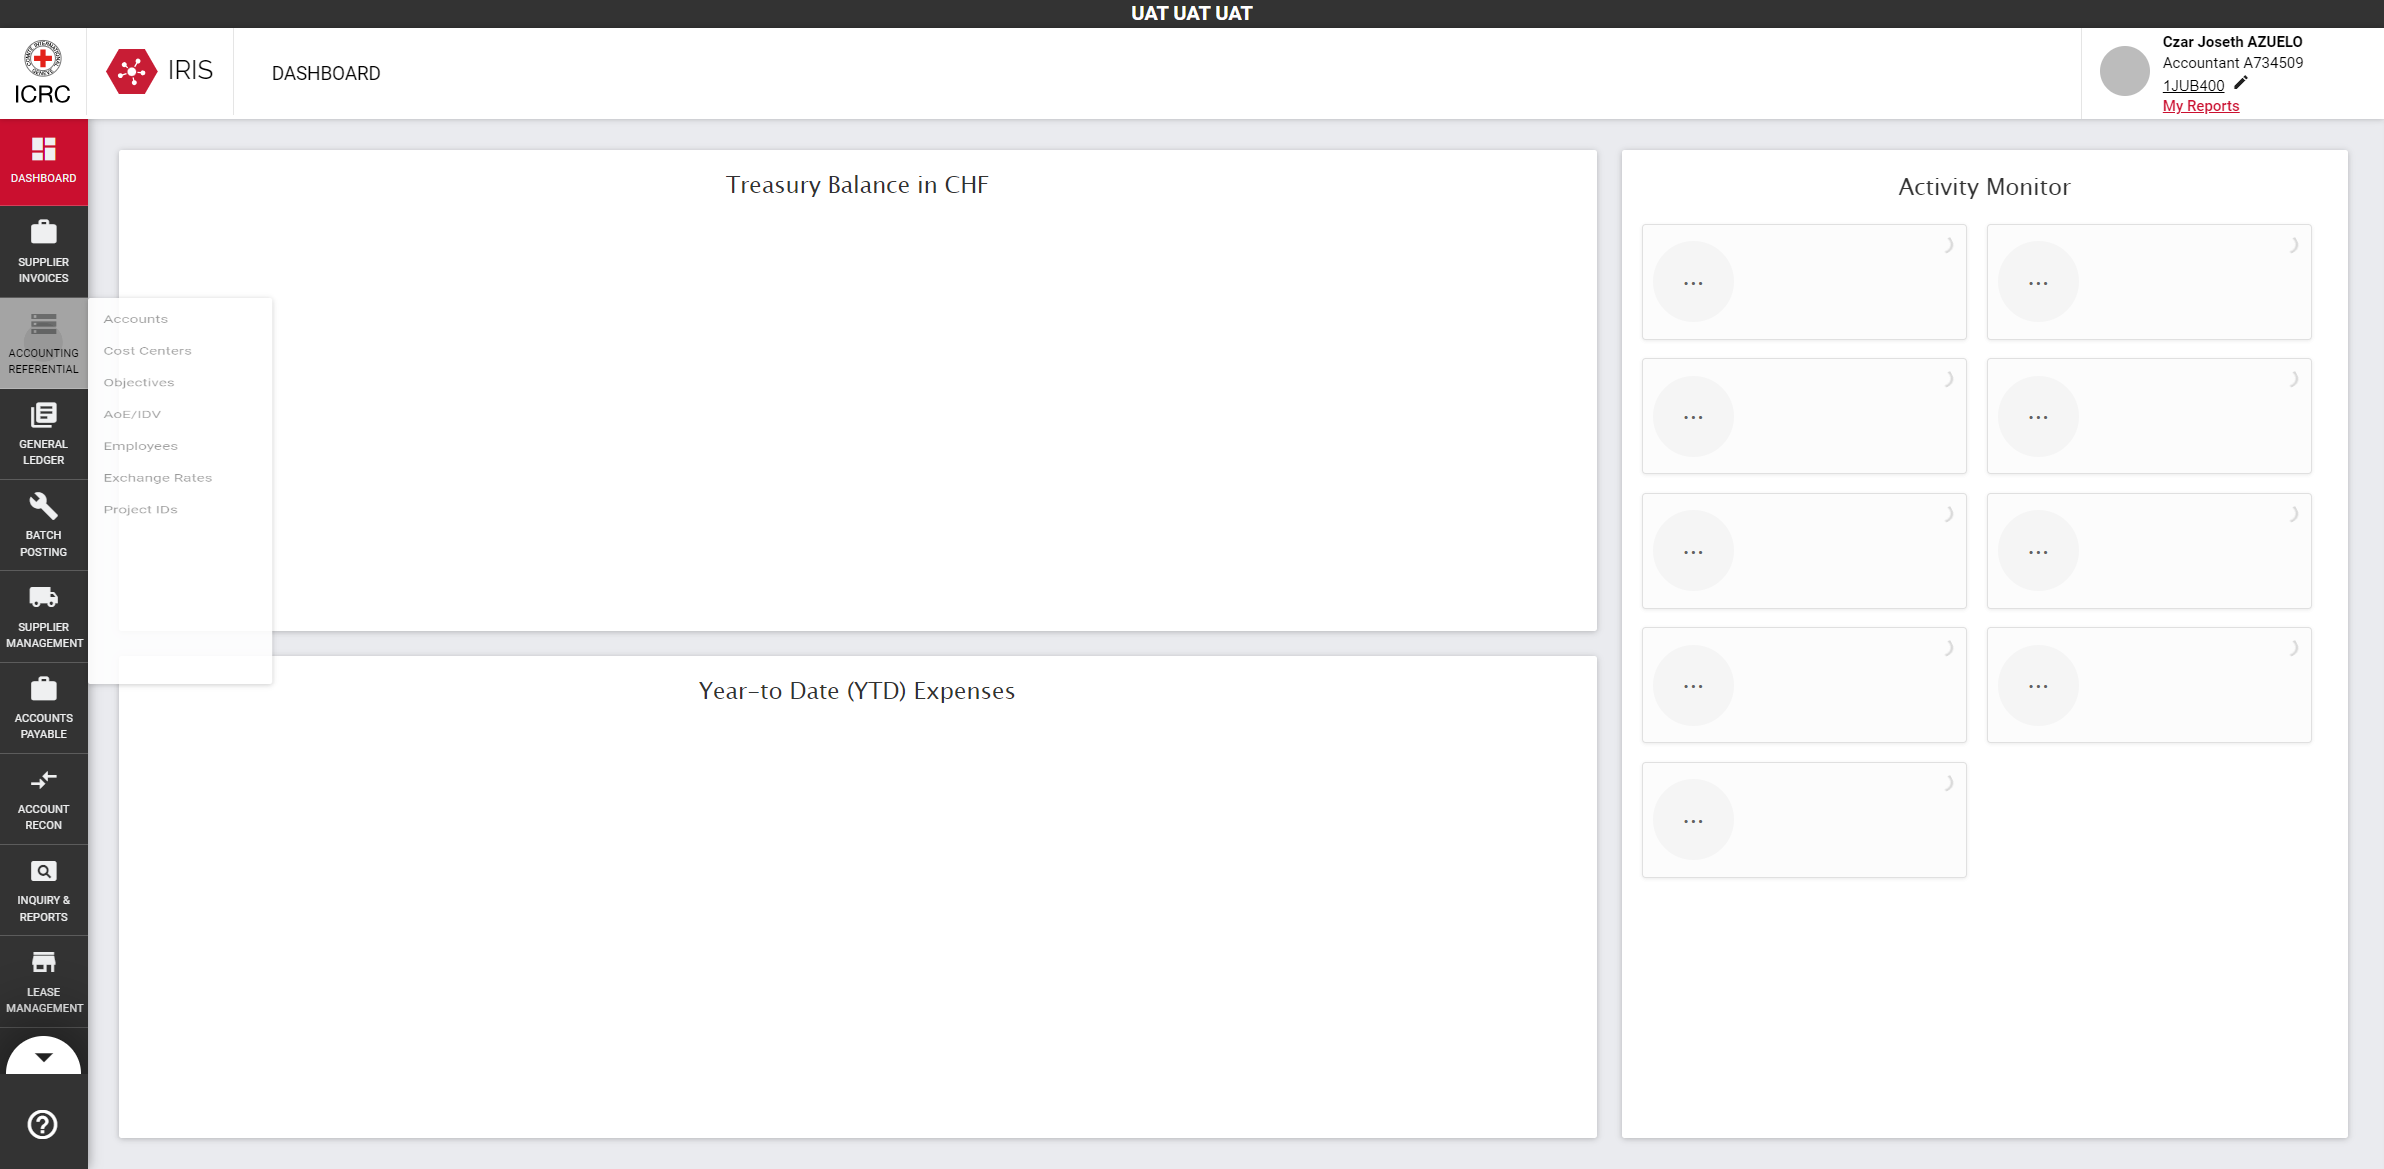 UAT UAT UAT
ICRC
IRIS
DASHBOARD
Czar Joseth AZUELO
Accountant A734509
1JUB400
My Reports
DASHBOARD
SUPPLIER
INVOICES
ACCOUNTING
REFERENTIAL
GENERAL
LEDGER
BATCH
POSTING
SUPPLIER
MANAGEMENT
ACCOUNTS
PAYABLE
ACCOUNT
RECON
INQUIRY &
REPORTS
LEASE
MANAGEMENT
Accounts
Cost Centers
Objectives
AoE/IDV
Employees
Exchange Rates
Project IDs
Treasury Balance in CHF
Year-to Date (YTD) Expenses
Activity Monitor
...
...
...
...
...
...
...
...
...